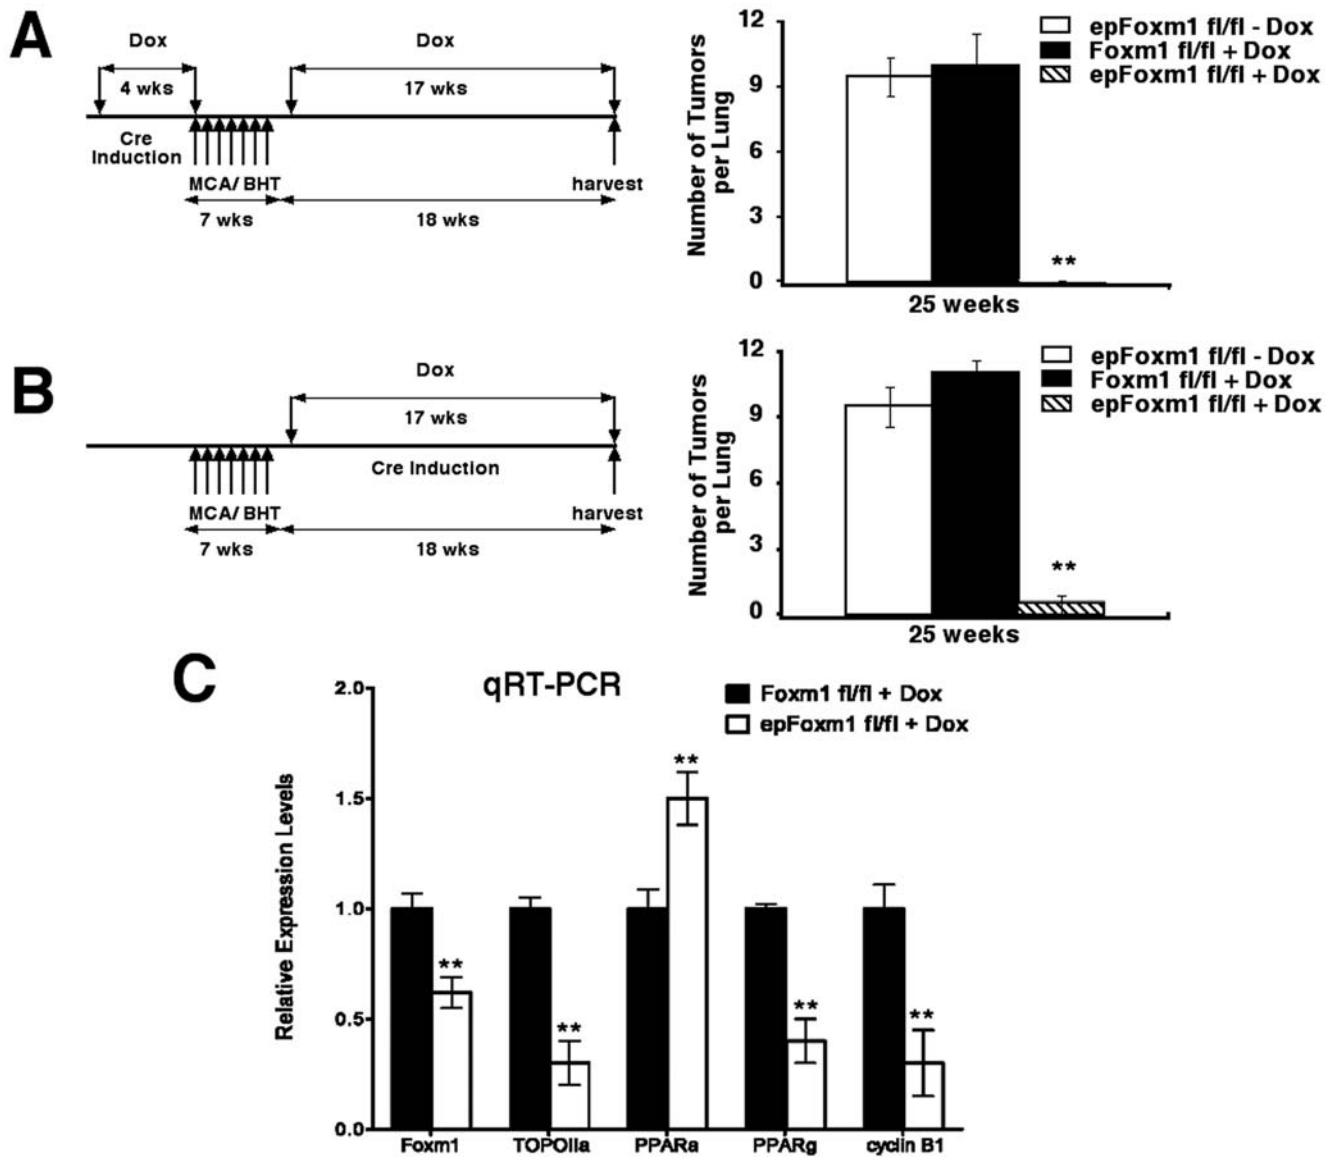 A
Dox
Dox
4 wks
17 wks
Cre
Induction
MCA/ BHT
harvest
7 wks
18 wks
Number of Tumors
per Lung
12
9
6
3
0
**
25 weeks
epFoxm1 fl/fl - Dox
Foxm1 fl/fl + Dox
epFoxm1 fl/fl + Dox
B
Dox
17 wks
Cre Induction
MCA/ BHT
harvest
7 wks
18 wks
Number of Tumors
per Lung
12
9
6
3
0
**
25 weeks
epFoxm1 fl/fl - Dox
Foxm1 fl/fl + Dox
epFoxm1 fl/fl + Dox
C
qRT-PCR
Foxm1 fl/fl + Dox
epFoxm1 fl/fl + Dox
Relative Expression Levels
2.0
1.5
1.0
0.5
0.0
**
**
**
**
**
Foxm1
TOPOIIa
PPARa
PPARg
cyclin B1